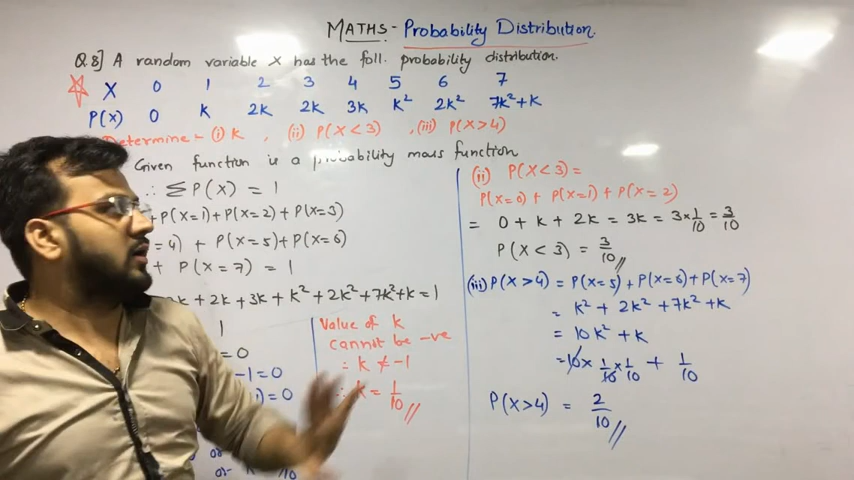 MATHS - Probability Distribution.
Q.8] A random variable X has the foll. probability distribution.
X 0 1 2 3 4 5 6 7
P(x) 0 k 2k 2k 3k k² 2k² 7k²+k
Determine :- (i) k , (ii) P(X<3) , (iii) P(X>4)
Given function is a probability mass function
∴ ΣP(X) = 1
+ P(X=1) + P(X=2) + P(X=3)
= 4) + P(X=5) + P(X=6)
+ P(X=7) = 1
2k + 2k + 3k + k² + 2k² + 7k² + k = 1
1
= 0
-1 = 0
) = 0
or
or 10
Value of k
cannot be -ve
∴ k ≠ -1
∴ k = 1/10 //
(ii) P(X<3) =
P(X=0) + P(X=1) + P(X=2)
= 0 + k + 2k = 3k = 3×1/10 = 3/10
P(X<3) = 3/10 //
(iii) P(X>4) = P(X=5) + P(X=6) + P(X=7)
= k² + 2k² + 7k² + k
= 10k² + k
= 10 × 1/10 × 1/10 + 1/10
P(X>4) = 2/10 //